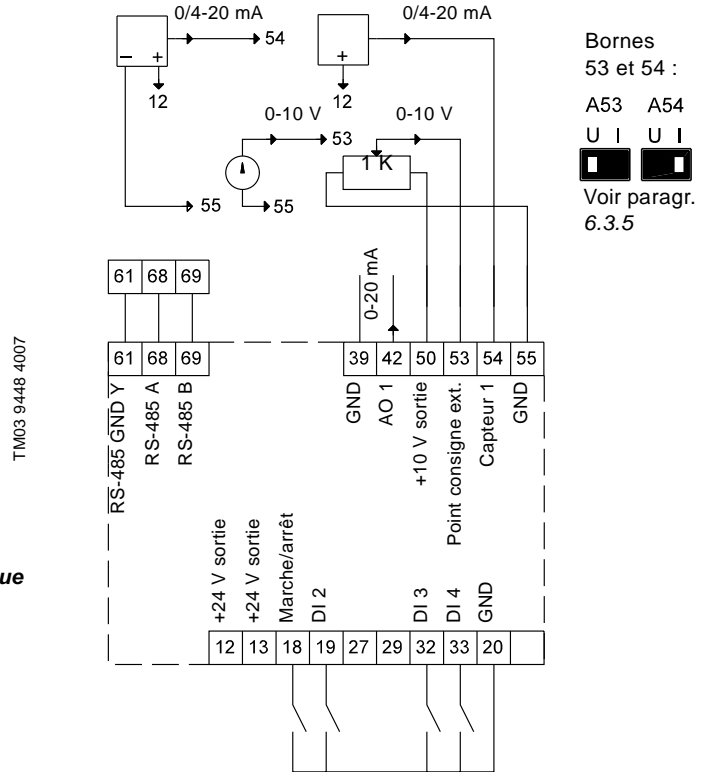 0/4-20 mA
0/4-20 mA
54
– +
+
12
12
0-10 V
0-10 V
53
1 K
55
55
Bornes
53 et 54 :
A53 A54
U I U I
Voir paragr.
6.3.5
61 68 69
0-20 mA
61 68 69
39 42 50 53 54 55
RS-485 GND Y
RS-485 A
RS-485 B
GND
AO 1
+10 V sortie
Point consigne ext.
Capteur 1
GND
TM03 9448 4007
ue
+24 V sortie
+24 V sortie
Marche/arrêt
DI 2
DI 3
DI 4
GND
12 13 18 19 27 29 32 33 20